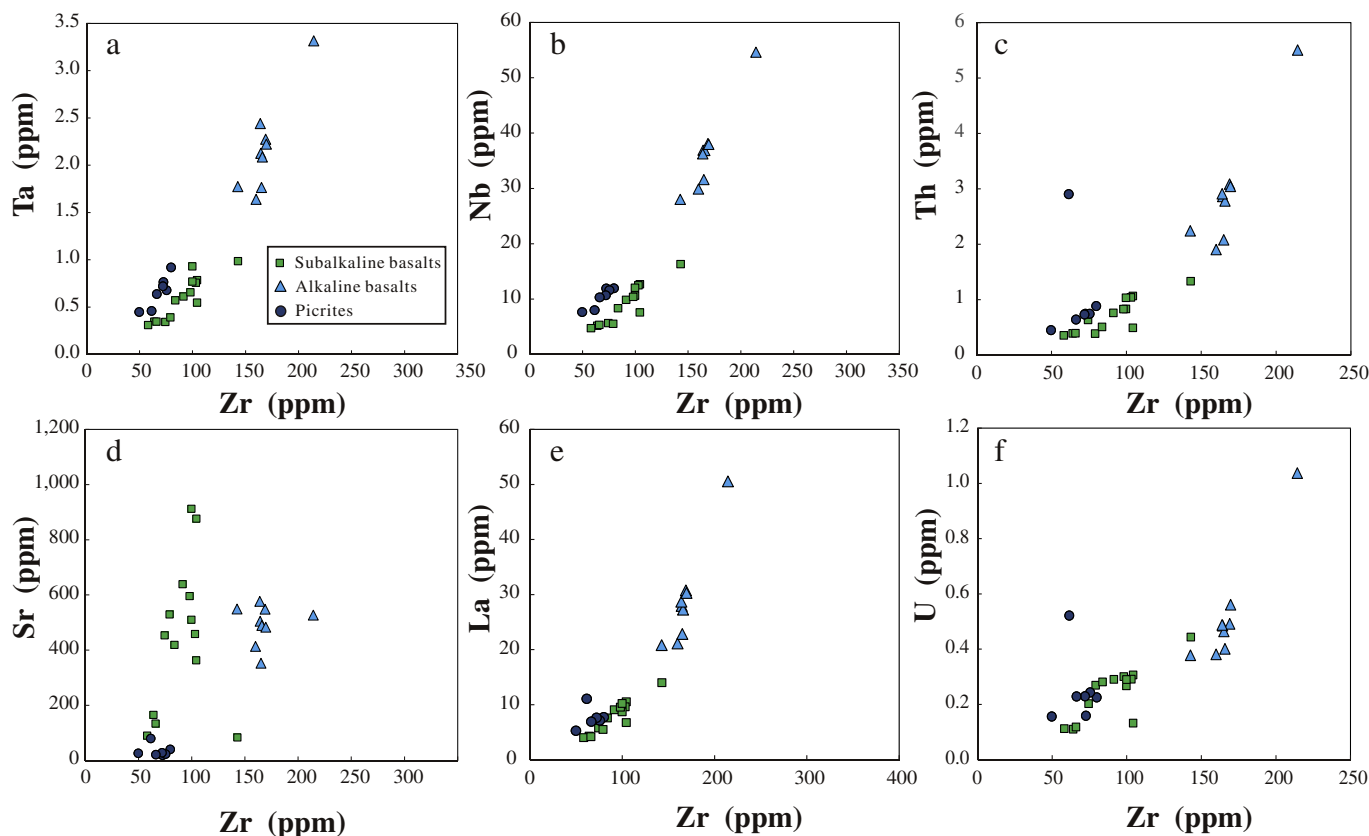 a
3.5
3.0
2.5
2.0
1.5
1.0
0.5
0.0
Ta (ppm)
0 50 100 150 200 250 300 350
Zr (ppm)
Subalkaline basalts
Alkaline basalts
Picrites
b
60
50
40
30
20
10
0
Nb (ppm)
0 50 100 150 200 250 300 350
Zr (ppm)
c
6
5
4
3
2
1
0
Th (ppm)
0 50 100 150 200 250
Zr (ppm)
d
1,200
1,000
800
600
400
200
0
Sr (ppm)
0 50 100 150 200 250 300
Zr (ppm)
e
60
50
40
30
20
10
0
La (ppm)
0 100 200 300 400
Zr (ppm)
f
1.2
1.0
0.8
0.6
0.4
0.2
0.0
U (ppm)
0 50 100 150 200 250
Zr (ppm)